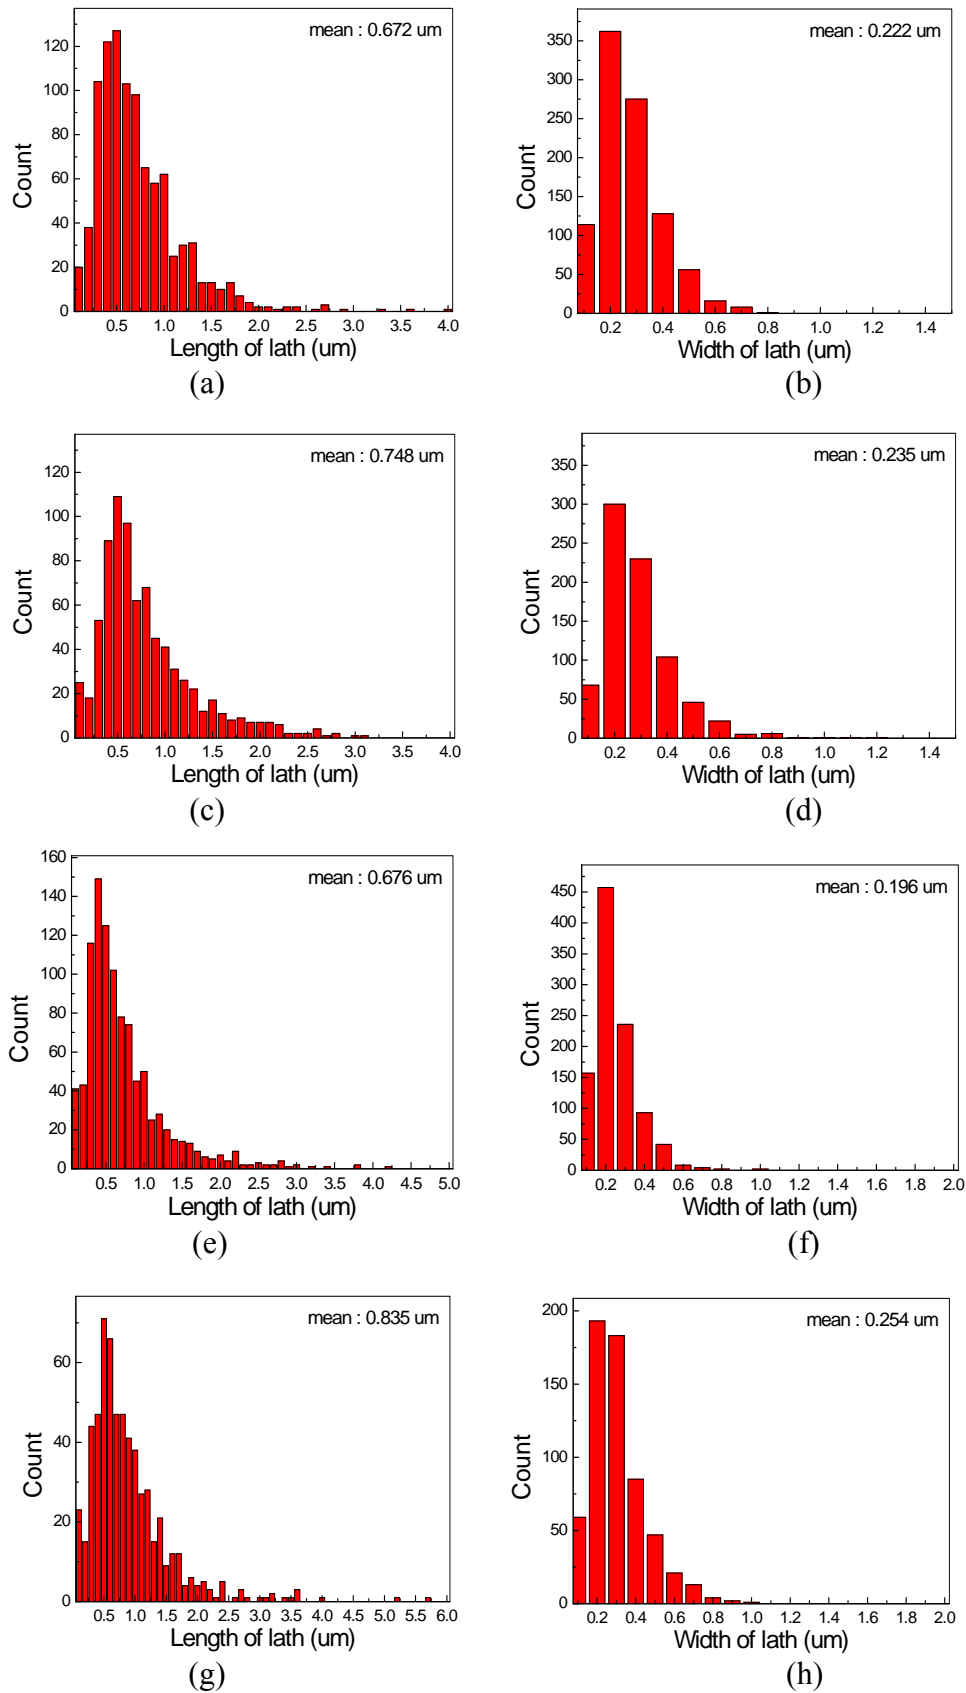 mean : 0.672 um
120
100
80
60
40
20
0
Count
0.5 1.0 1.5 2.0 2.5 3.0 3.5 4.0
Length of lath (um)
(a)
mean : 0.222 um
350
300
250
200
150
100
50
0
Count
0.2 0.4 0.6 0.8 1.0 1.2 1.4
Width of lath (um)
(b)
mean : 0.748 um
120
100
80
60
40
20
0
Count
0.5 1.0 1.5 2.0 2.5 3.0 3.5 4.0
Length of lath (um)
(c)
mean : 0.235 um
350
300
250
200
150
100
50
0
Count
0.2 0.4 0.6 0.8 1.0 1.2 1.4
Width of lath (um)
(d)
mean : 0.676 um
160
140
120
100
80
60
40
20
0
Count
0.5 1.0 1.5 2.0 2.5 3.0 3.5 4.0 4.5 5.0
Length of lath (um)
(e)
mean : 0.196 um
450
400
350
300
250
200
150
100
50
0
Count
0.2 0.4 0.6 0.8 1.0 1.2 1.4 1.6 1.8 2.0
Width of lath (um)
(f)
mean : 0.835 um
60
40
20
0
Count
0.5 1.0 1.5 2.0 2.5 3.0 3.5 4.0 4.5 5.0 5.5 6.0
Length of lath (um)
(g)
mean : 0.254 um
200
150
100
50
0
Count
0.2 0.4 0.6 0.8 1.0 1.2 1.4 1.6 1.8 2.0
Width of lath (um)
(h)